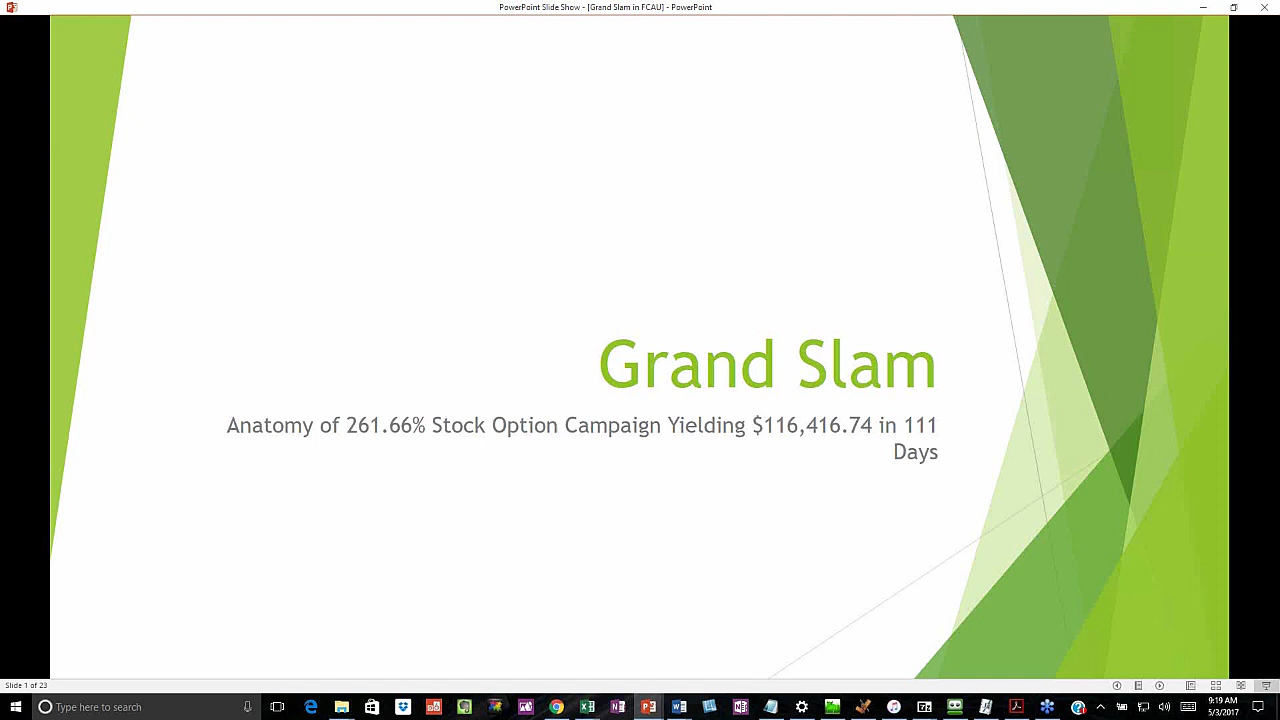 PowerPoint Slide Show - [Grand Slam in FCAU] - PowerPoint
Grand Slam
Anatomy of 261.66% Stock Option Campaign Yielding $116,416.74 in 111
Days
Slide 1 of 23
Type here to search
9:19 AM
5/3/2017